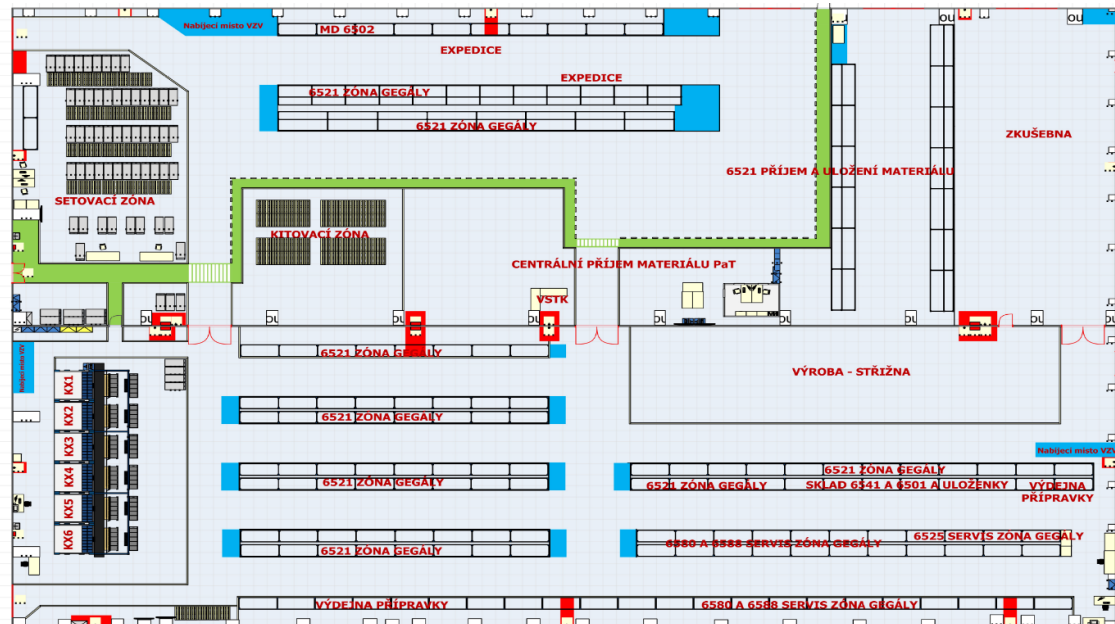 Nabíjecí místo VZV
MD 6502
OU
OU
EXPEDICE
EXPEDICE
6521 ZÓNA GEGÁLY
6521 ZÓNA GEGÁLY
ZKUŠEBNA
6521 PŘÍJEM A ULOŽENÍ MATERIÁLU
SETOVACÍ ZÓNA
KITOVACÍ ZÓNA
CENTRÁLNÍ PŘÍJEM MATERIÁLU PaT
VSTK
6521 ZÓNA GEGÁLY
VÝROBA - STŘIŽNA
Nabíjecí místo VZV
KX1
KX2
KX3
KX4
KX5
KX6
6521 ZÓNA GEGÁLY
Nabíjecí místo VZV
6521 ZÓNA GEGÁLY
6521 ZÓNA GEGÁLY
6521 ZÓNA GEGÁLY
SKLAD 6541 A 6501 A ULOŽENKY
VÝDEJNA
PŘÍPRAVKY
6525 SERVIS ZÓNA GEGÁLY
6580 A 6588 SERVIS ZÓNA GEGÁLY
6521 ZÓNA GEGÁLY
VÝDEJNA PŘÍPRAVKY
6580 A 6588 SERVIS ZÓNA GEGÁLY